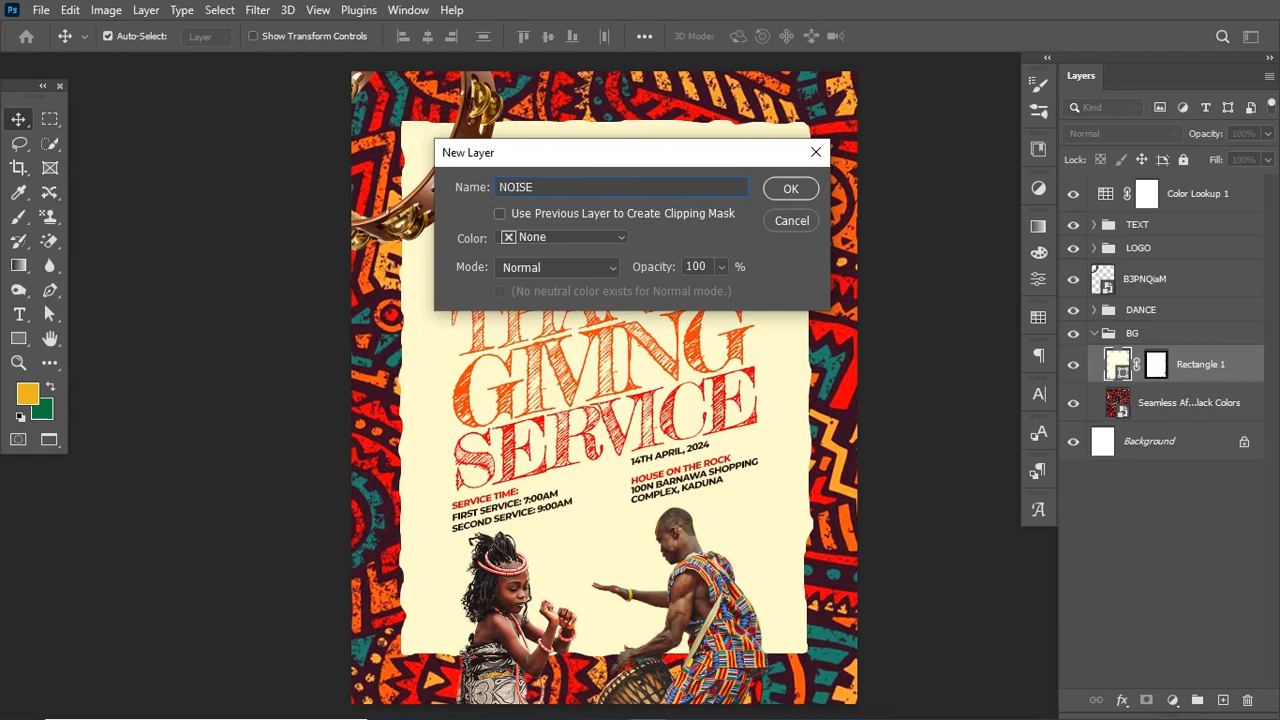 Ps File Edit Image Layer Type Select Filter 3D View Plugins Window Help
Auto-Select: Layer Show Transform Controls 3D Mode:
Layers
Kind
Normal Opacity: 100%
Lock: Fill: 100%
Color Lookup 1
TEXT
LOGO
B3PNQiaM
DANCE
BG
Rectangle 1
Seamless Af...lack Colors
Background
New Layer
Name: NOISE OK
Use Previous Layer to Create Clipping Mask
Cancel
Color: None
Mode: Normal Opacity: 100 %
(No neutral color exists for Normal mode.)
GIVING
SERVICE
14TH APRIL, 2024
HOUSE ON THE ROCK
100N BARNAWA SHOPPING
COMPLEX, KADUNA
SERVICE TIME:
FIRST SERVICE: 7:00AM
SECOND SERVICE: 9:00AM